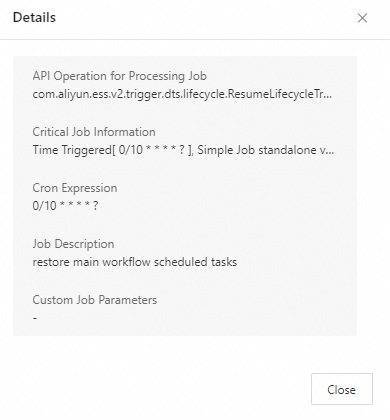 Details
API Operation for Processing Job
com.aliyun.ess.v2.trigger.dts.lifecycle.ResumeLifecycleTr...
Critical Job Information
Time Triggered[ 0/10 * * * * ? ], Simple Job standalone v...
Cron Expression
0/10 * * * * ?
Job Description
restore main workflow scheduled tasks
Custom Job Parameters
-
Close